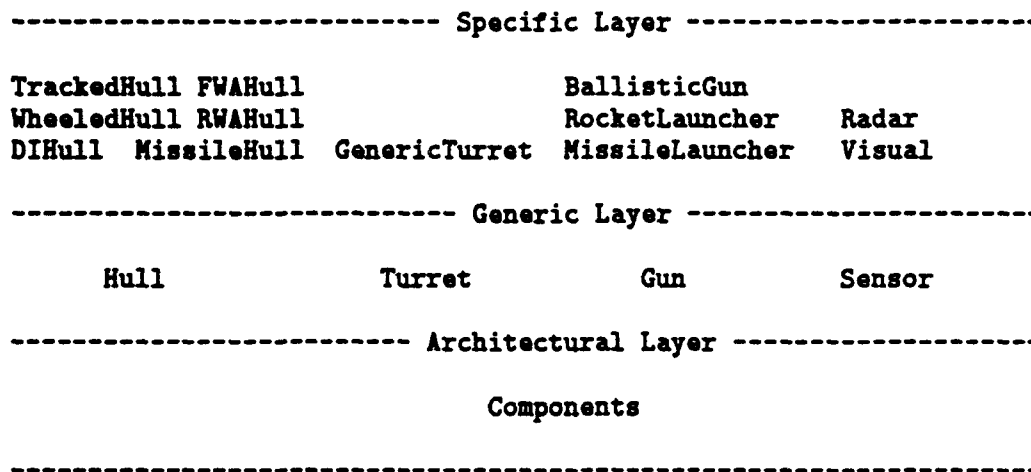 ---------------------------- Specific Layer ----------------------
TrackedHull FWAHull BallisticGun
WheeledHull RWAHull RocketLauncher Radar
DIHull MissileHull GenericTurret MissileLauncher Visual
----------------------------- Generic Layer -----------------------
Hull Turret Gun Sensor
-------------------------- Architectural Layer --------------------
Components
-------------------------------------------------------------------